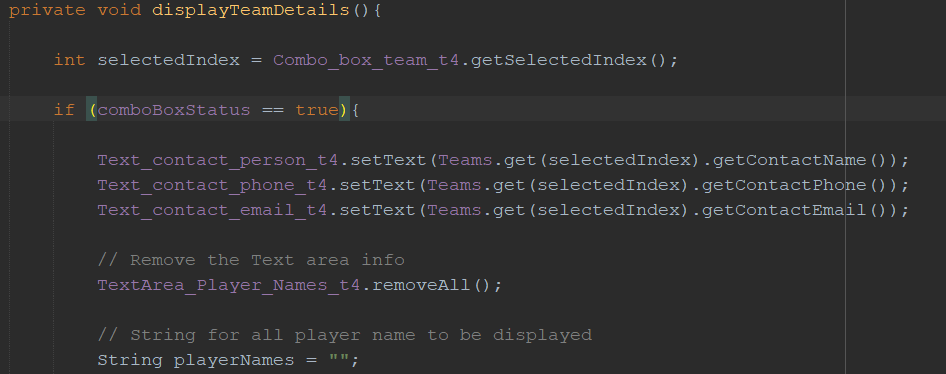 private void displayTeamDetails(){
int selectedIndex = Combo_box_team_t4.getSelectedIndex();
if (comboBoxStatus == true){
Text_contact_person_t4.setText(Teams.get(selectedIndex).getContactName());
Text_contact_phone_t4.setText(Teams.get(selectedIndex).getContactPhone());
Text_contact_email_t4.setText(Teams.get(selectedIndex).getContactEmail());
// Remove the Text area info
TextArea_Player_Names_t4.removeAll();
// String for all player name to be displayed
String playerNames = "";